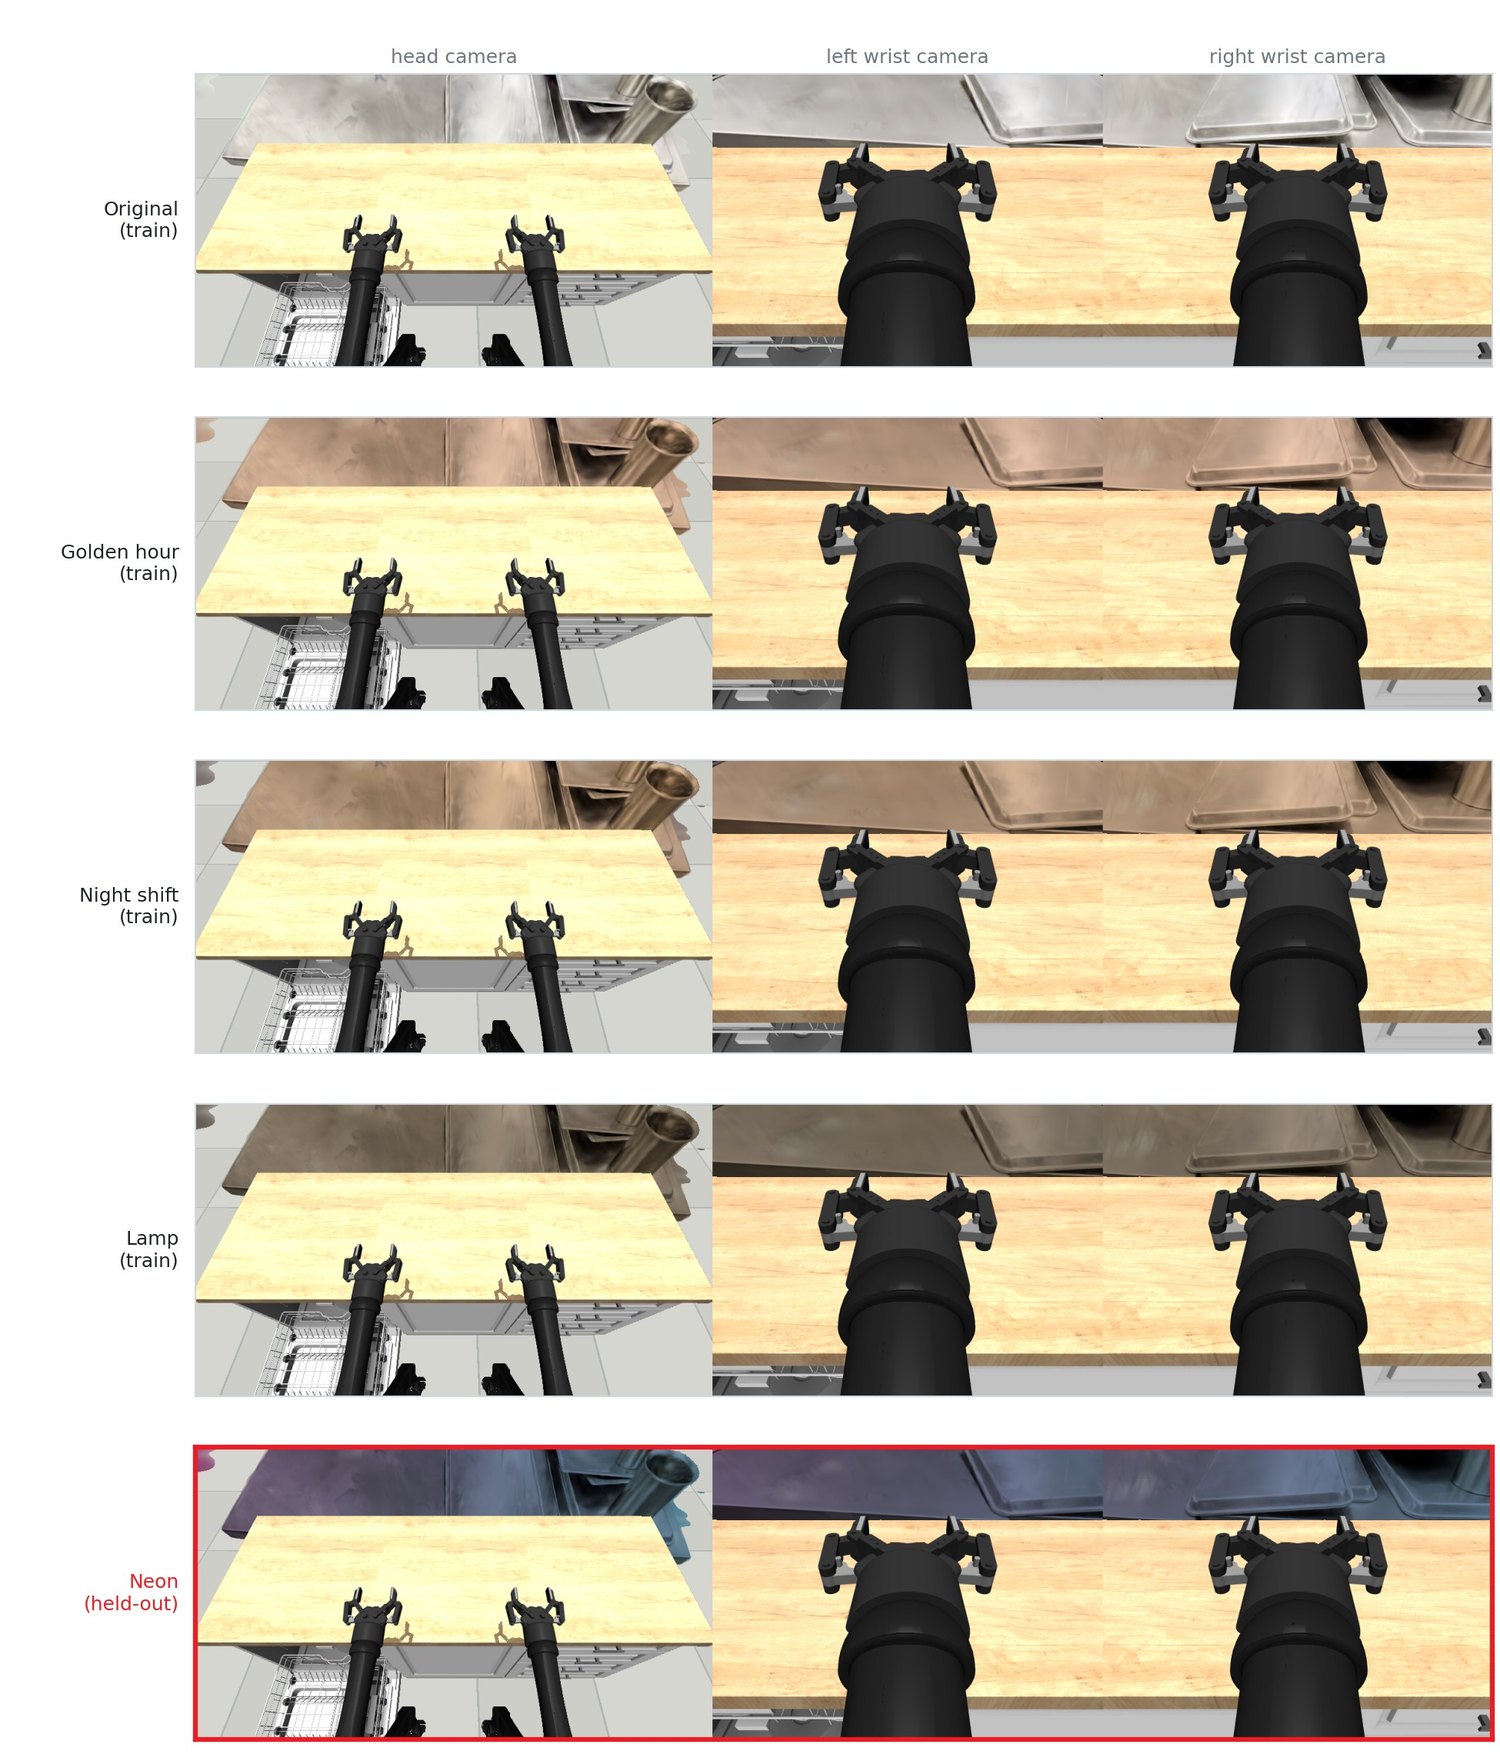 head camera
left wrist camera
right wrist camera
Original
(train)
Golden hour
(train)
Night shift
(train)
Lamp
(train)
Neon
(held-out)